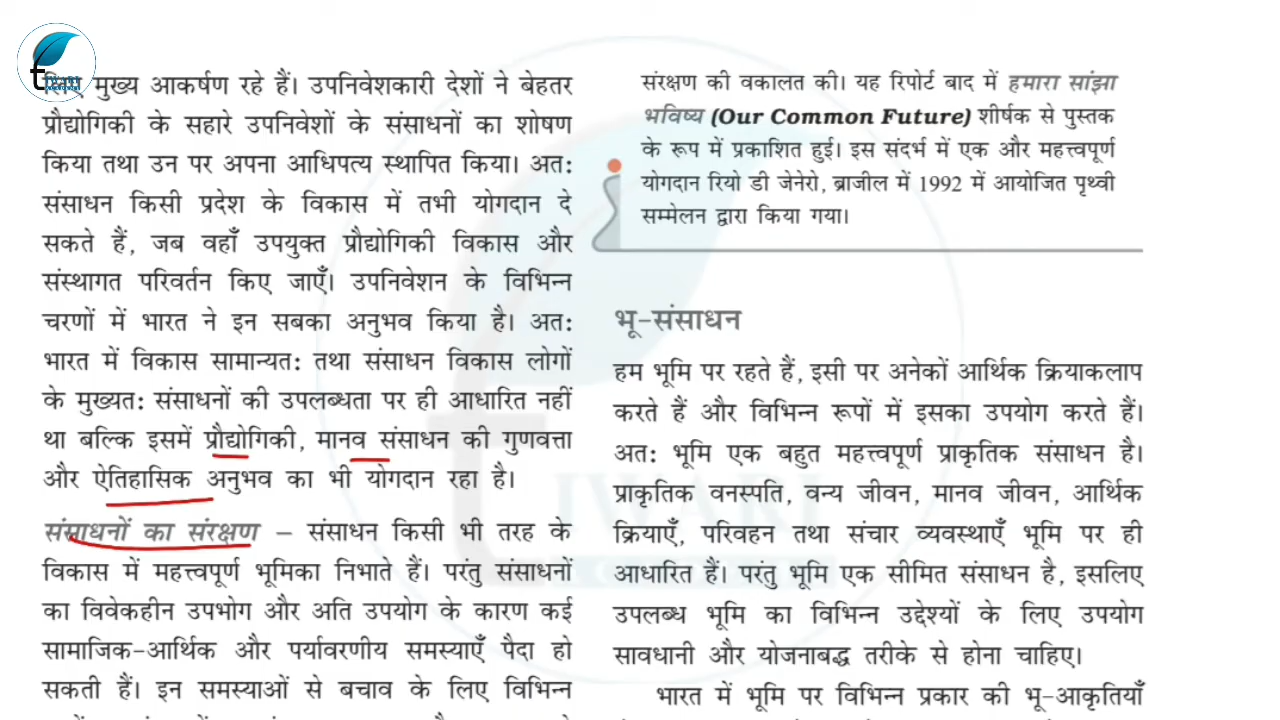 लिए मुख्य आकर्षण रहे हैं। उपनिवेशकारी देशों ने बेहतर
प्रौद्योगिकी के सहारे उपनिवेशों के संसाधनों का शोषण
किया तथा उन पर अपना आधिपत्य स्थापित किया। अत:
संसाधन किसी प्रदेश के विकास में तभी योगदान दे
सकते हैं, जब वहाँ उपयुक्त प्रौद्योगिकी विकास और
संस्थागत परिवर्तन किए जाएँ। उपनिवेशन के विभिन्न
चरणों में भारत ने इन सबका अनुभव किया है। अत:
भारत में विकास सामान्यत: तथा संसाधन विकास लोगों
के मुख्यत: संसाधनों की उपलब्धता पर ही आधारित नहीं
था बल्कि इसमें प्रौद्योगिकी, मानव संसाधन की गुणवत्ता
और ऐतिहासिक अनुभव का भी योगदान रहा है।
संसाधनों का संरक्षण – संसाधन किसी भी तरह के
विकास में महत्त्वपूर्ण भूमिका निभाते हैं। परंतु संसाधनों
का विवेकहीन उपभोग और अति उपयोग के कारण कई
सामाजिक-आर्थिक और पर्यावरणीय समस्याएँ पैदा हो
सकती हैं। इन समस्याओं से बचाव के लिए विभिन्न
संरक्षण की वकालत की। यह रिपोर्ट बाद में हमारा सांझा
भविष्य (Our Common Future) शीर्षक से पुस्तक
के रूप में प्रकाशित हुई। इस संदर्भ में एक और महत्त्वपूर्ण
योगदान रियो डी जेनेरो, ब्राजील में 1992 में आयोजित पृथ्वी
सम्मेलन द्वारा किया गया।
भू-संसाधन
हम भूमि पर रहते हैं, इसी पर अनेकों आर्थिक क्रियाकलाप
करते हैं और विभिन्न रूपों में इसका उपयोग करते हैं।
अत: भूमि एक बहुत महत्त्वपूर्ण प्राकृतिक संसाधन है।
प्राकृतिक वनस्पति, वन्य जीवन, मानव जीवन, आर्थिक
क्रियाएँ, परिवहन तथा संचार व्यवस्थाएँ भूमि पर ही
आधारित हैं। परंतु भूमि एक सीमित संसाधन है, इसलिए
उपलब्ध भूमि का विभिन्न उद्देश्यों के लिए उपयोग
सावधानी और योजनाबद्ध तरीके से होना चाहिए।
भारत में भूमि पर विभिन्न प्रकार की भू-आकृतियाँ